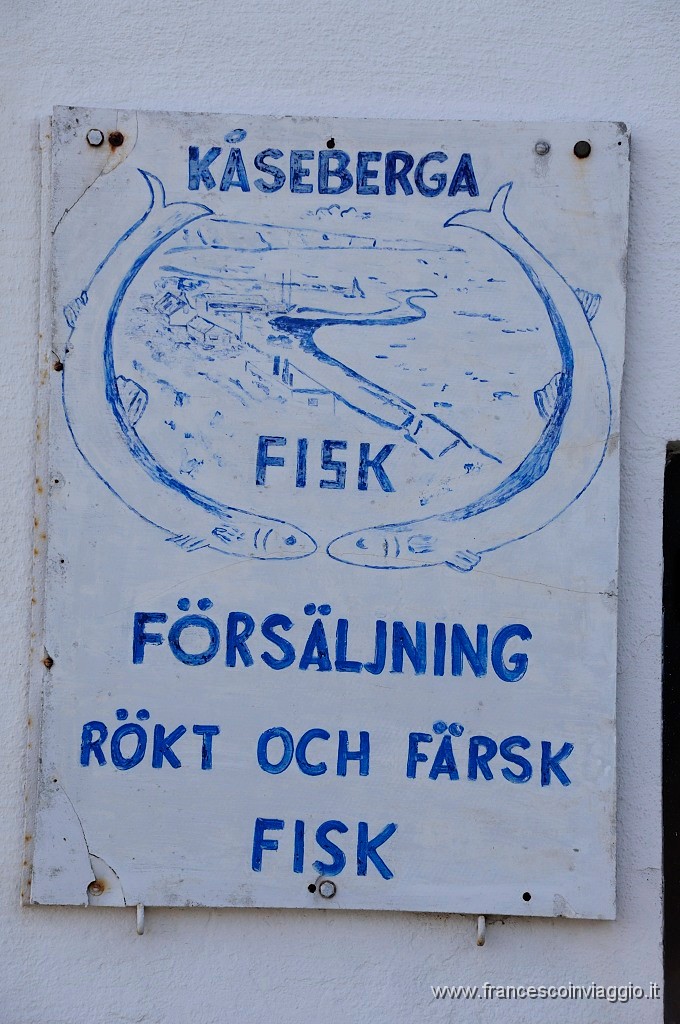 KÅSEBERGA
FISK
FÖRSÄLJNING
RÖKT OCH FÄRSK
FISK
www.francescoinviaggio.it